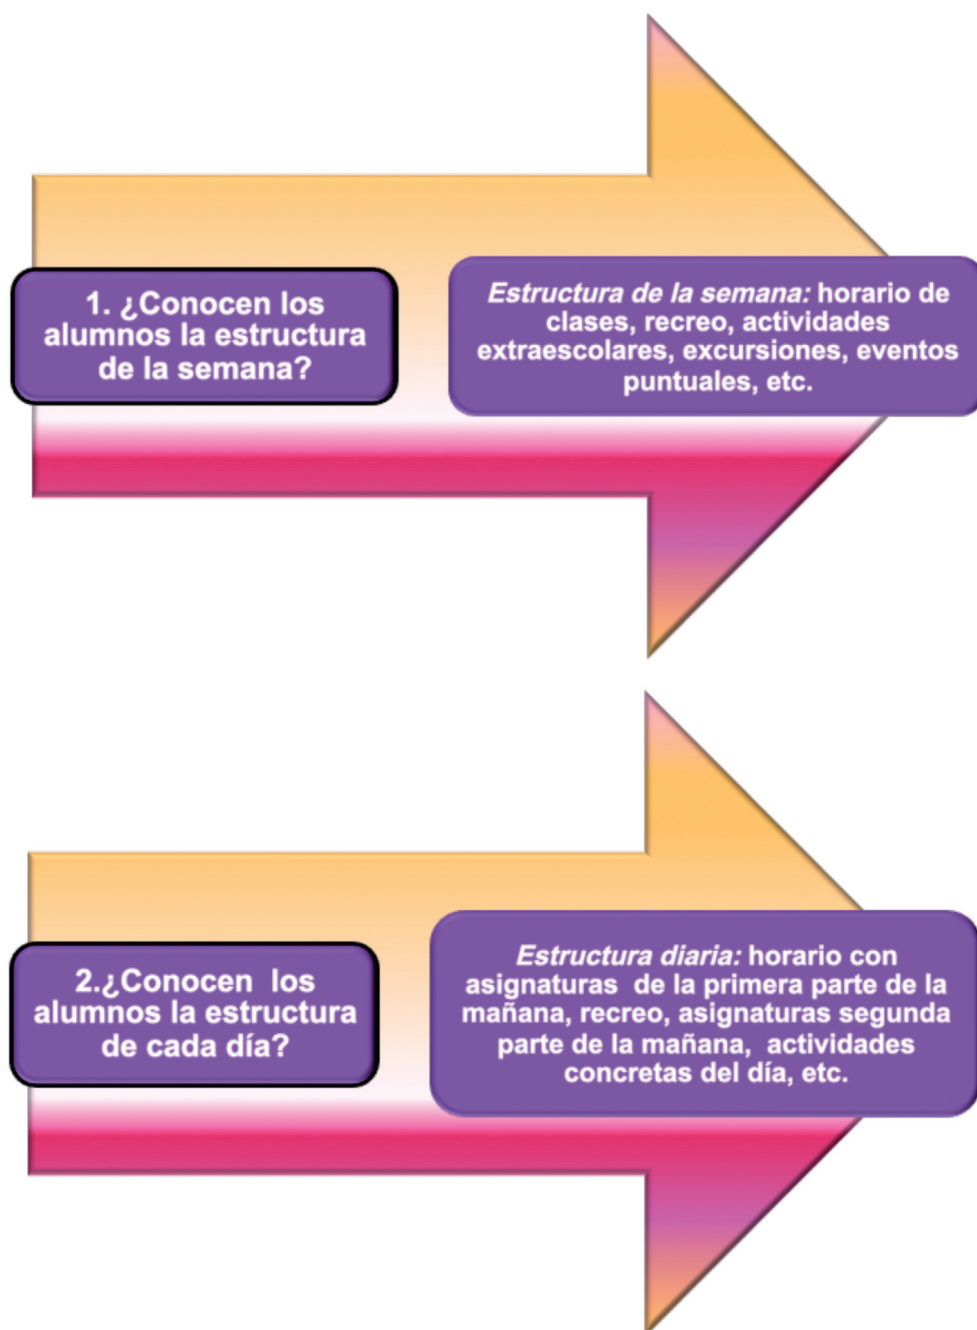 1. ¿Conocen los
alumnos la estructura
de la semana?
Estructura de la semana: horario de
clases, recreo, actividades
extraescolares, excursiones, eventos
puntuales, etc.
2.¿Conocen  los
alumnos la estructura
de cada día?
Estructura diaria: horario con
asignaturas  de la primera parte de la
mañana, recreo, asignaturas segunda
parte de la mañana,  actividades
concretas del día, etc.